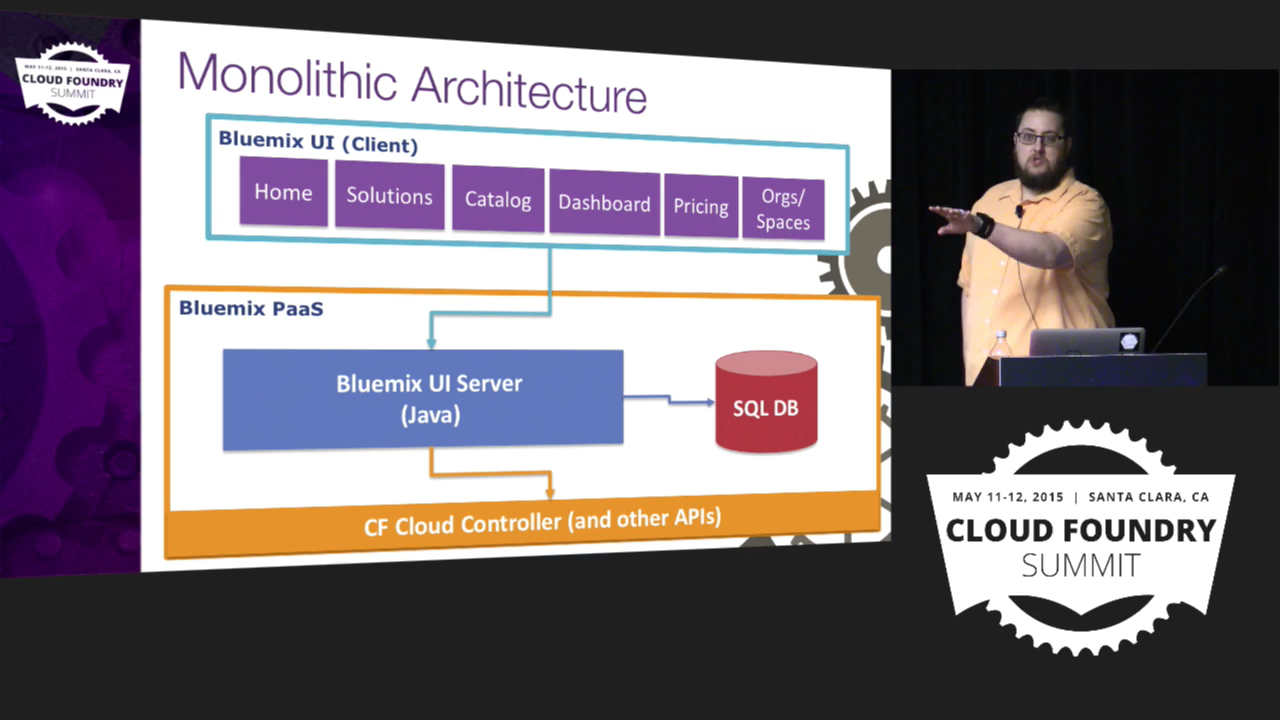 MAY 11-12, 2015 | SANTA CLARA, CA
CLOUD FOUNDRY
SUMMIT
Monolithic Architecture
Bluemix UI (Client)
Home
Solutions
Catalog
Dashboard
Pricing
Orgs/
Spaces
Bluemix PaaS
Bluemix UI Server
(Java)
SQL DB
CF Cloud Controller (and other APIs)
MAY 11-12, 2015 | SANTA CLARA, CA
CLOUD FOUNDRY
SUMMIT